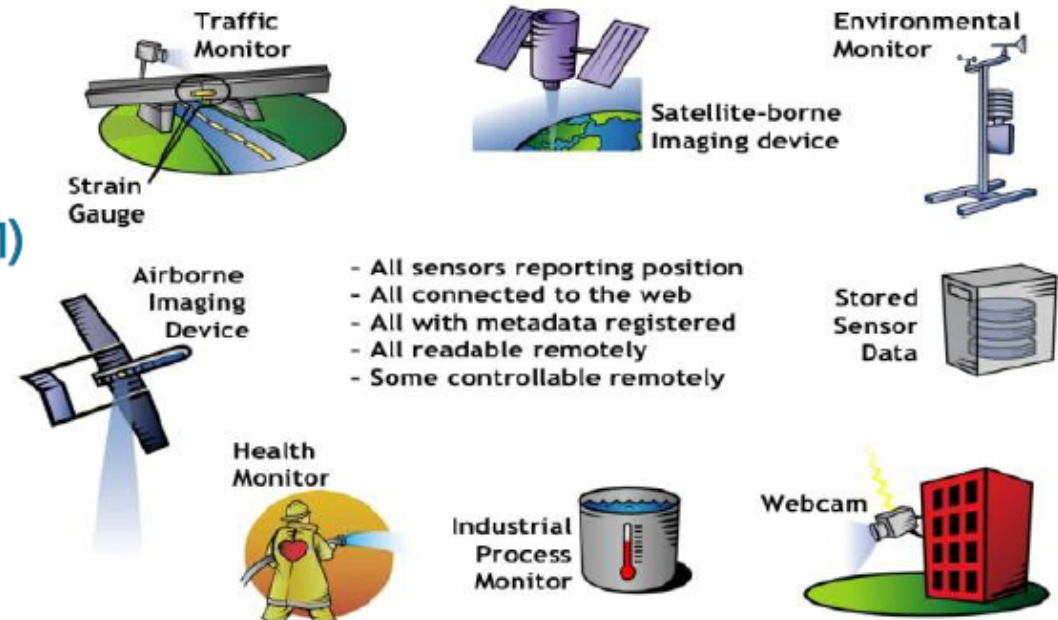 Traffic
Monitor
Environmental
Monitor
Satellite-borne
Imaging device
Strain
Gauge
Airborne
Imaging
Device
- All sensors reporting position
- All connected to the web
- All with metadata registered
- All readable remotely
- Some controllable remotely
Stored
Sensor
Data
Health
Monitor
Industrial
Process
Monitor
Webcam